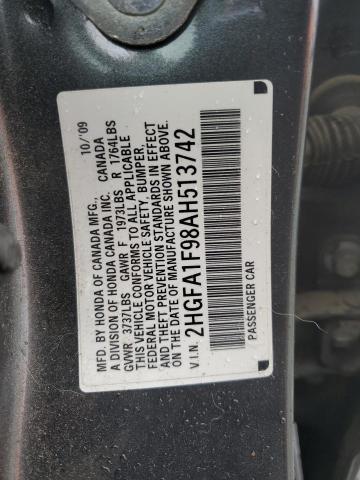 MFD. BY HONDA OF CANADA MFG., CANADA 10/'09
A DIVISION OF HONDA CANADA INC.
GVWR 3737LBS GAWR F 1973LBS R 1764LBS
THIS VEHICLE CONFORMS TO ALL APPLICABLE
FEDERAL MOTOR VEHICLE SAFETY, BUMPER,
AND THEFT PREVENTION STANDARDS IN EFFECT
ON THE DATE OF MANUFACTURE SHOWN ABOVE.
V.I.N. 2HGFA1F98AH513742
PASSENGER CAR